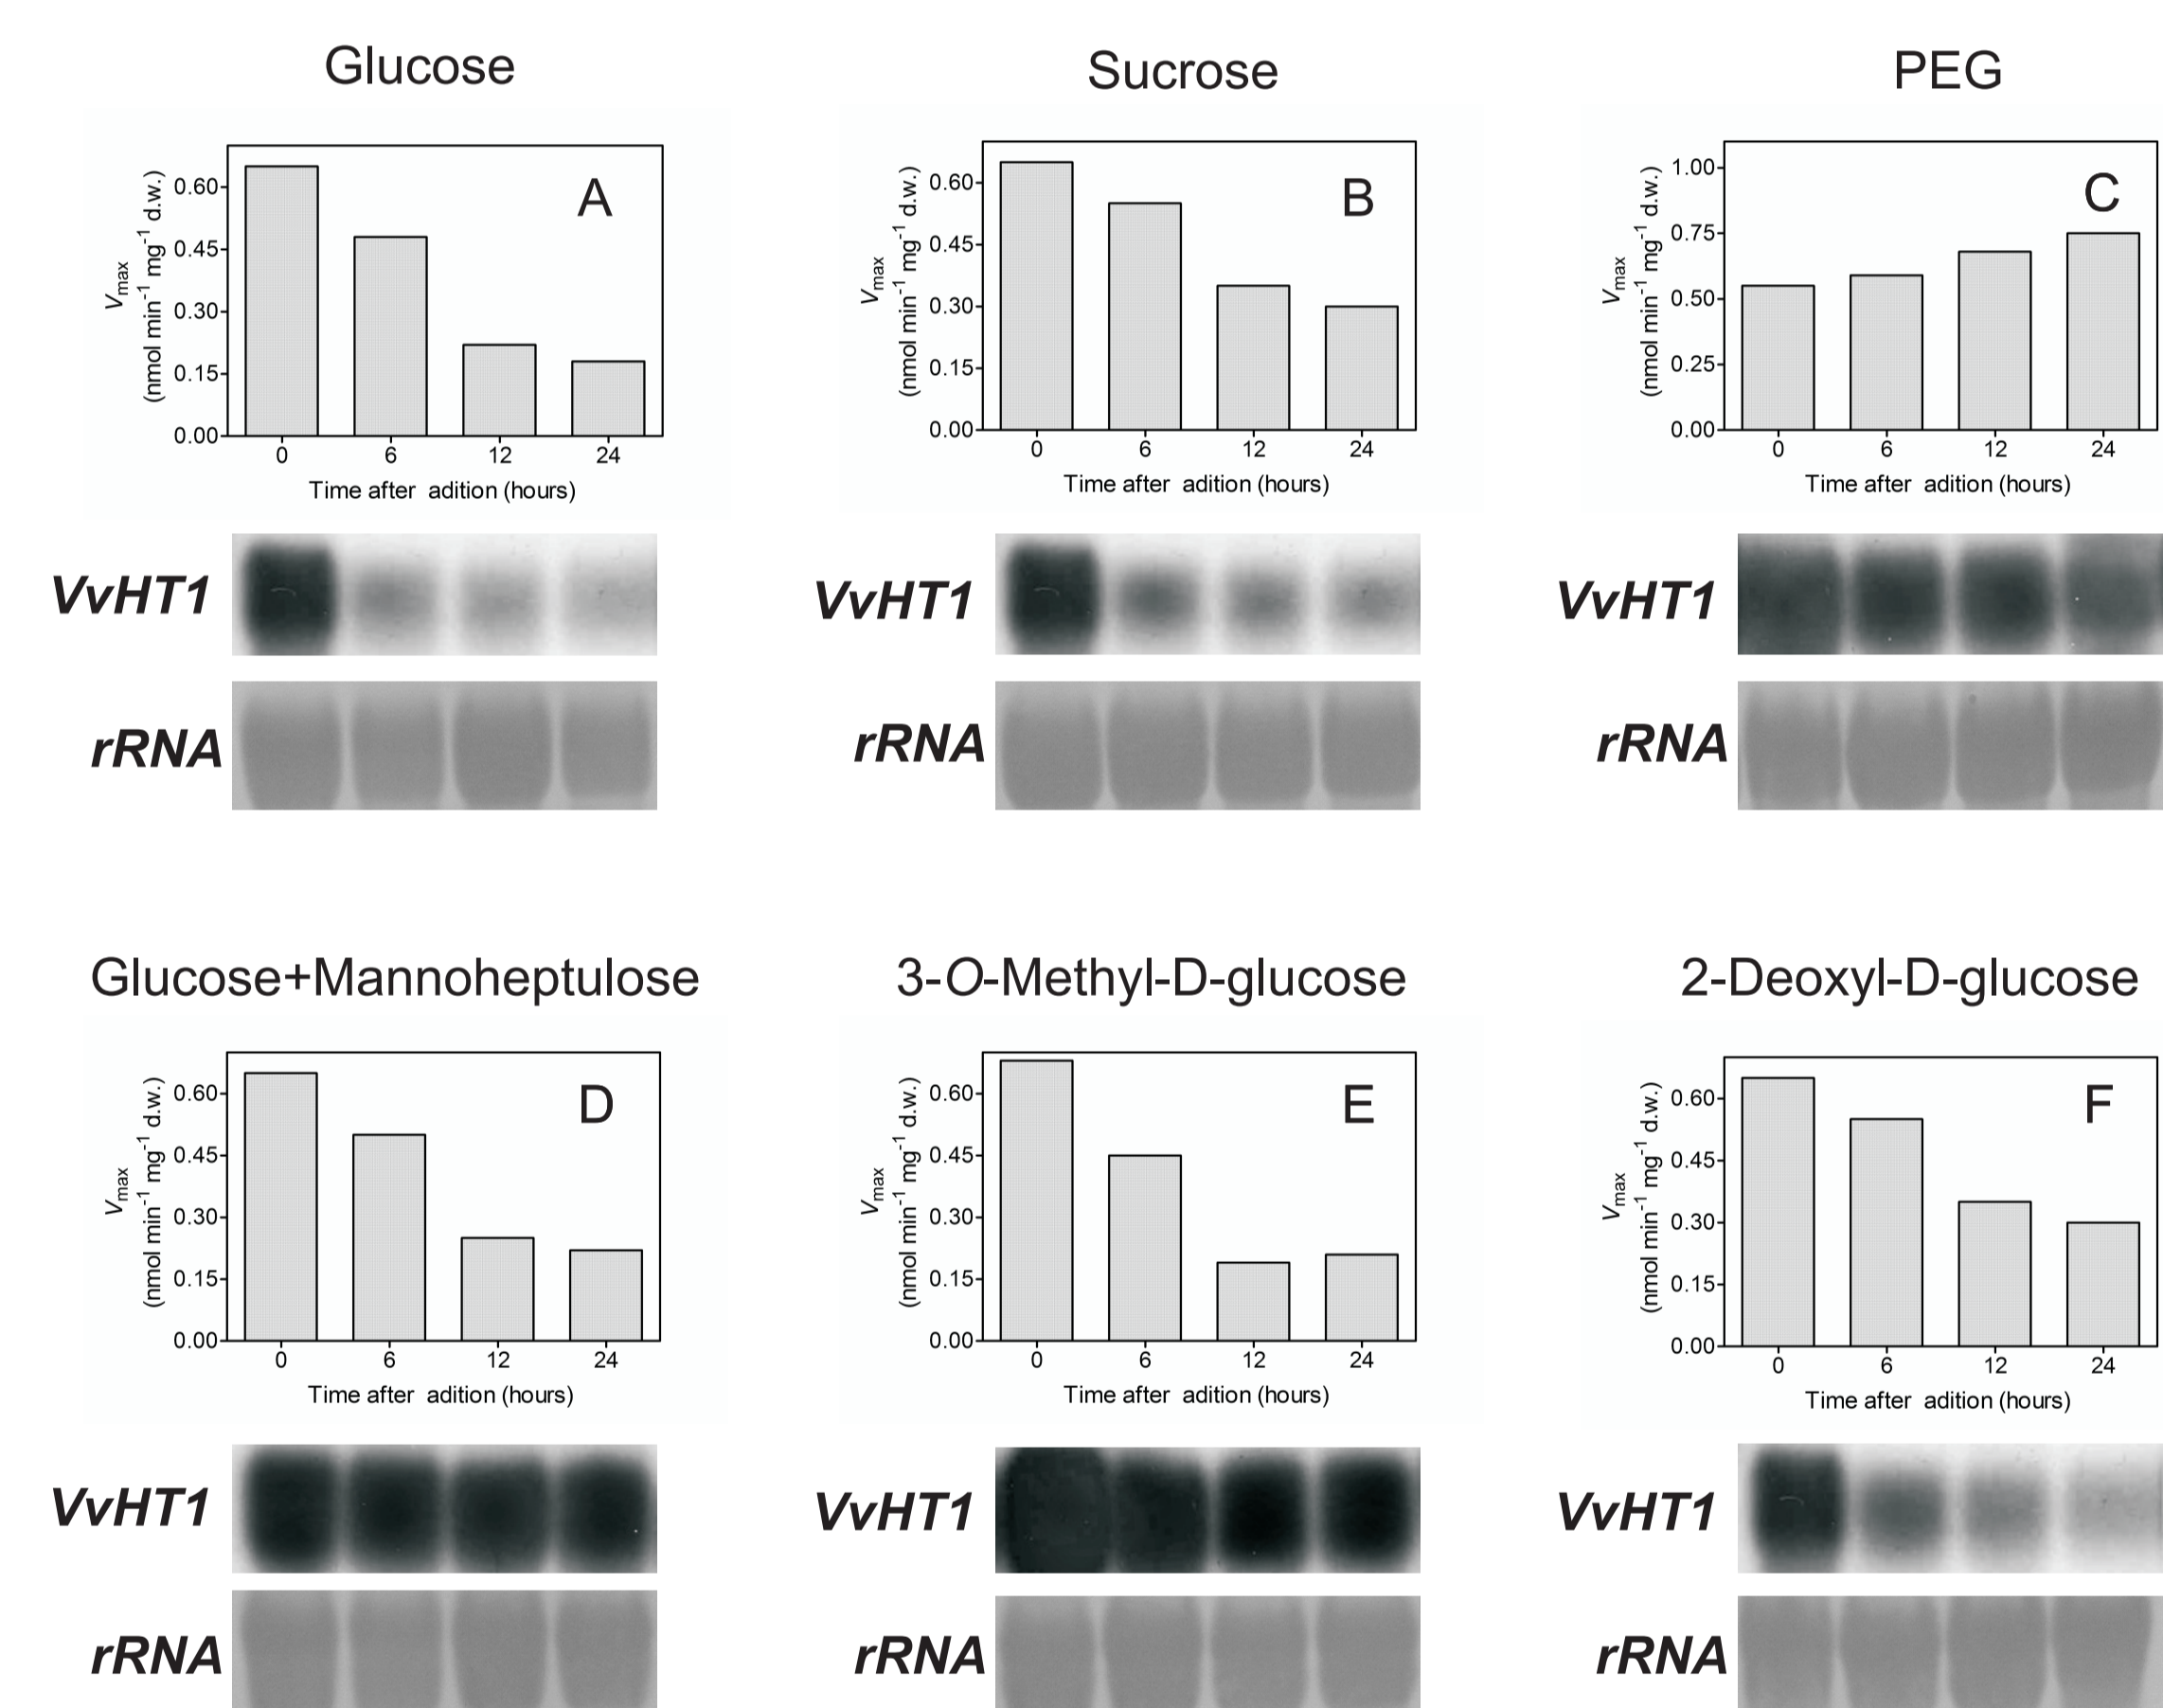 Glucose
Sucrose
PEG
A
Vmax
(nmol min-1 mg-1 d.w.)
0.60
0.45
0.30
0.15
0.00
0 6 12 24
Time after adition (hours)
B
Vmax
(nmol min-1 mg-1 d.w.)
0.60
0.45
0.30
0.15
0.00
0 6 12 24
Time after adition (hours)
C
Vmax
(nmol min-1 mg-1 d.w.)
1.00
0.75
0.50
0.25
0.00
0 6 12 24
Time after adition (hours)
VvHT1
VvHT1
VvHT1
rRNA
rRNA
rRNA
Glucose+Mannoheptulose
3-O-Methyl-D-glucose
2-Deoxyl-D-glucose
D
Vmax
(nmol min-1 mg-1 d.w.)
0.60
0.45
0.30
0.15
0.00
0 6 12 24
Time after adition (hours)
E
Vmax
(nmol min-1 mg-1 d.w.)
0.60
0.45
0.30
0.15
0.00
0 6 12 24
Time after adition (hours)
F
Vmax
(nmol min-1 mg-1 d.w.)
0.60
0.45
0.30
0.15
0.00
0 6 12 24
Time after adition (hours)
VvHT1
VvHT1
VvHT1
rRNA
rRNA
rRNA